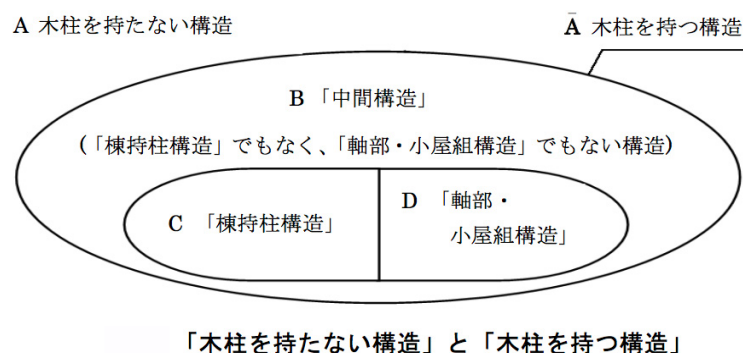 A 木柱を持たない構造
Ā 木柱を持つ構造
B 「中間構造」
(「棟持柱構造」でもなく、「軸部・小屋組構造」でもない構造)
C 「棟持柱構造」
D 「軸部・
小屋組構造」
「木柱を持たない構造」と「木柱を持つ構造」